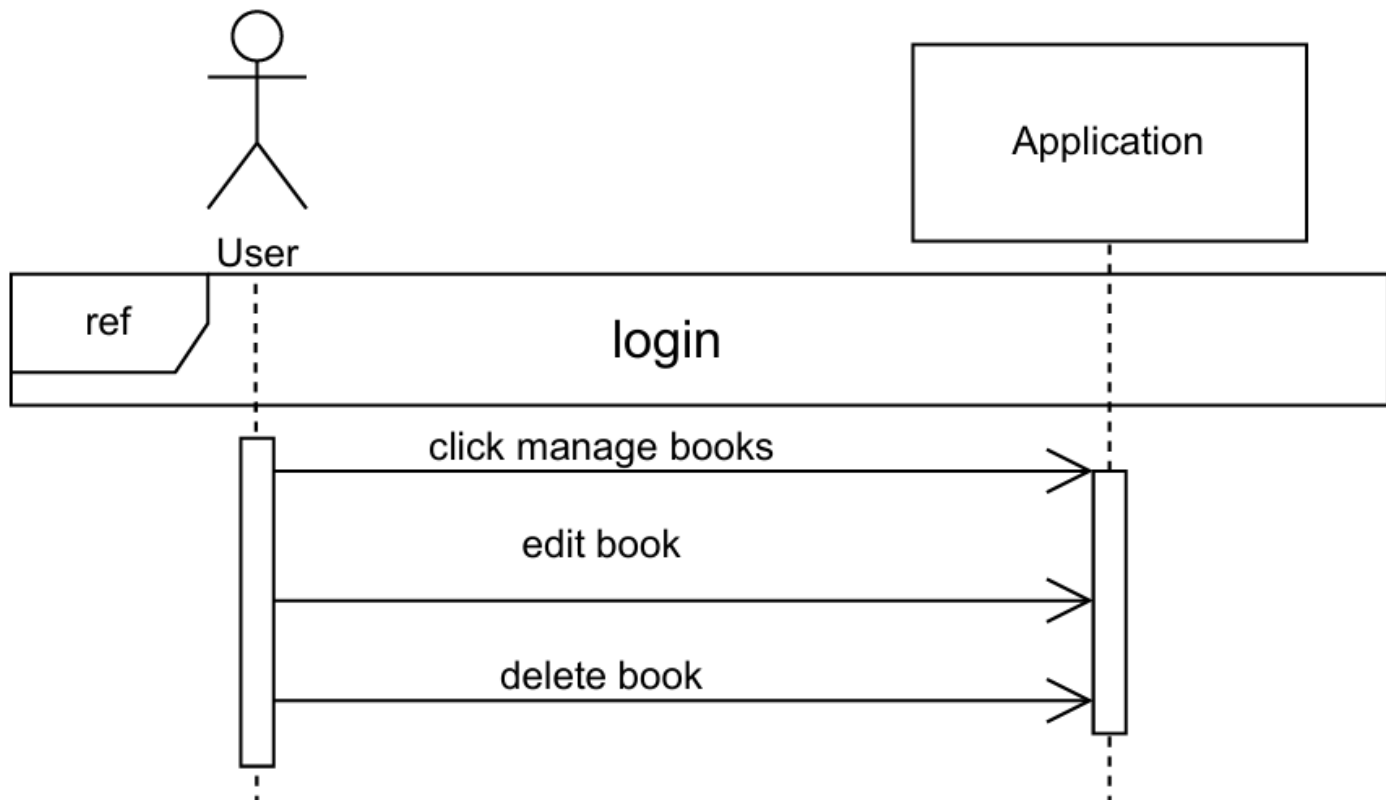 Application
User
ref
login
click manage books
edit book
delete book